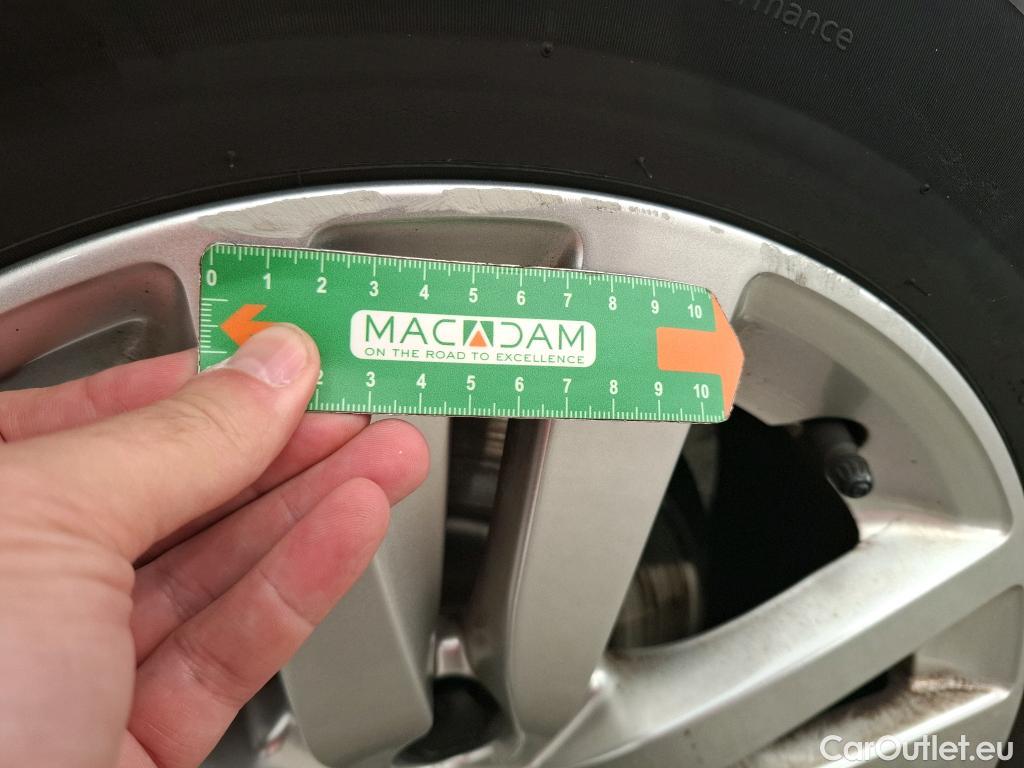 rmance
0 1 2 3 4 5 6 7 8 9 10
MACADAM
ON THE ROAD TO EXCELLENCE
2 3 4 5 6 7 8 9 10
CarOutlet.eu